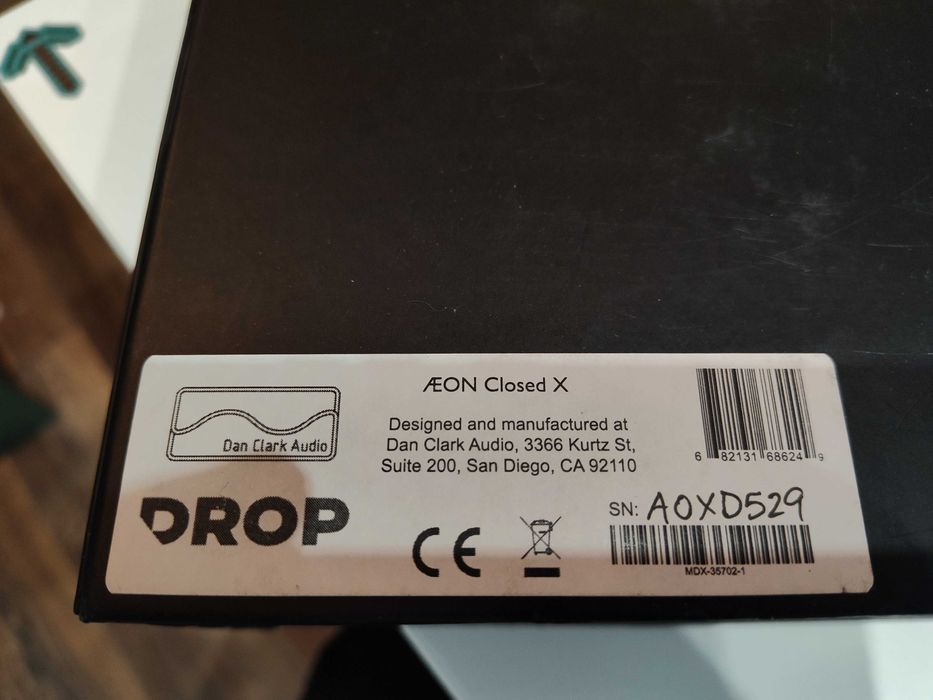 ÆON Closed X
Dan Clark Audio
Designed and manufactured at
Dan Clark Audio, 3366 Kurtz St,
Suite 200, San Diego, CA 92110
6 82131 68624 9
DROP
CE
SN: AOXD529
MDX-35702-1